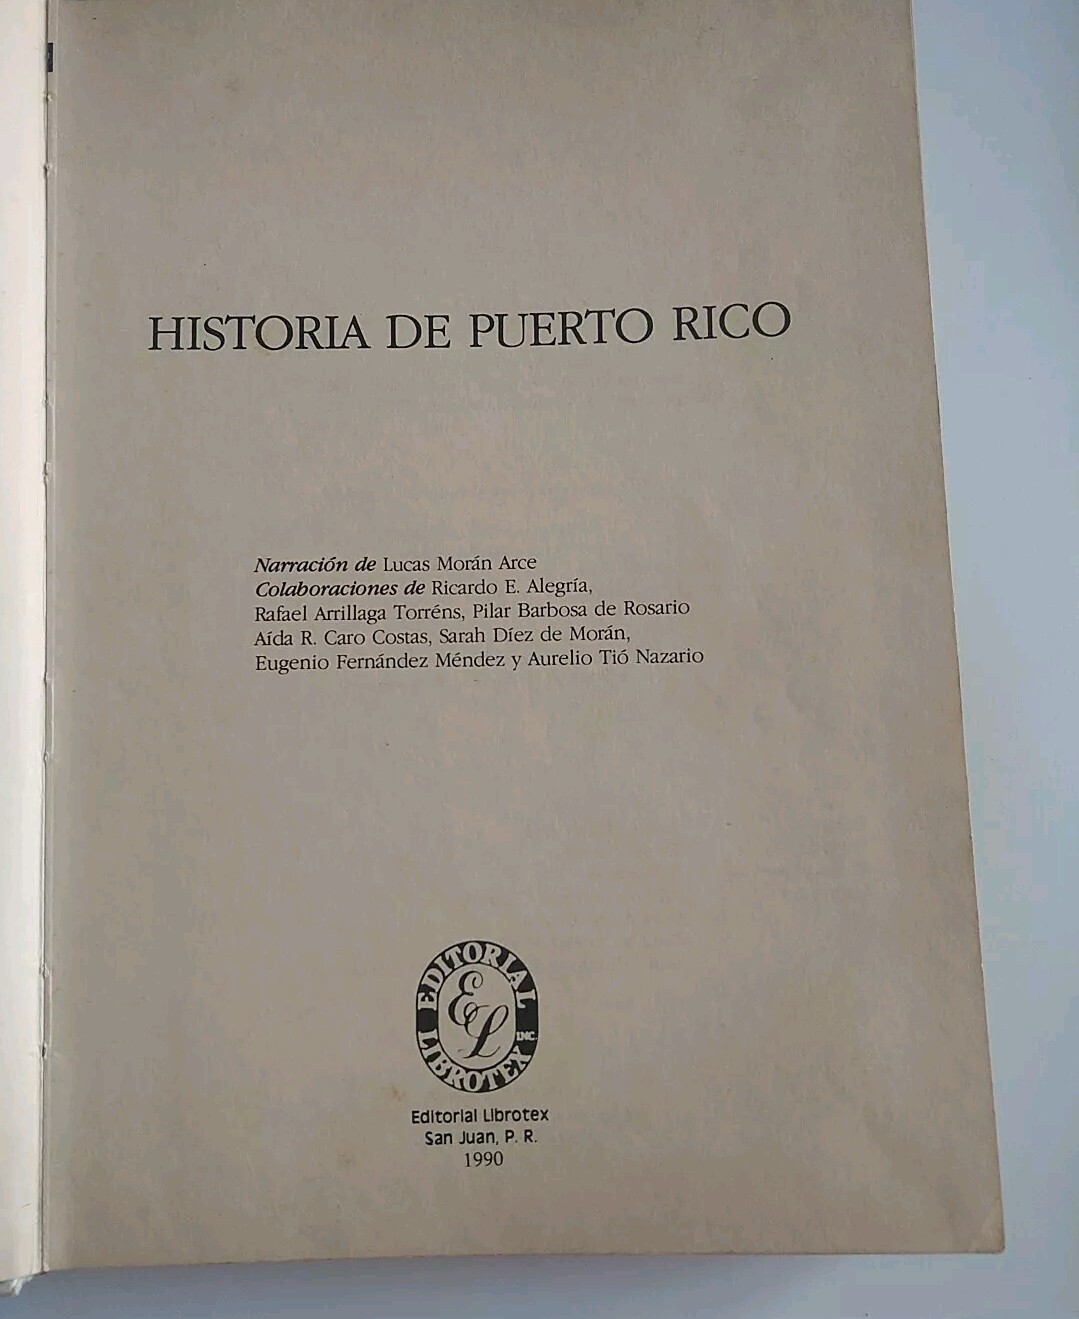 HISTORIA DE PUERTO RICO
Narración de Lucas Morán Arce
Colaboraciones de Ricardo E. Alegría,
Rafael Arrillaga Torréns, Pilar Barbosa de Rosario
Aída R. Caro Costas, Sarah Díez de Morán,
Eugenio Fernández Méndez y Aurelio Tió Nazario
EDITORIAL
EL
INC.
LIBROTEX
Editorial Librotex
San Juan, P. R.
1990